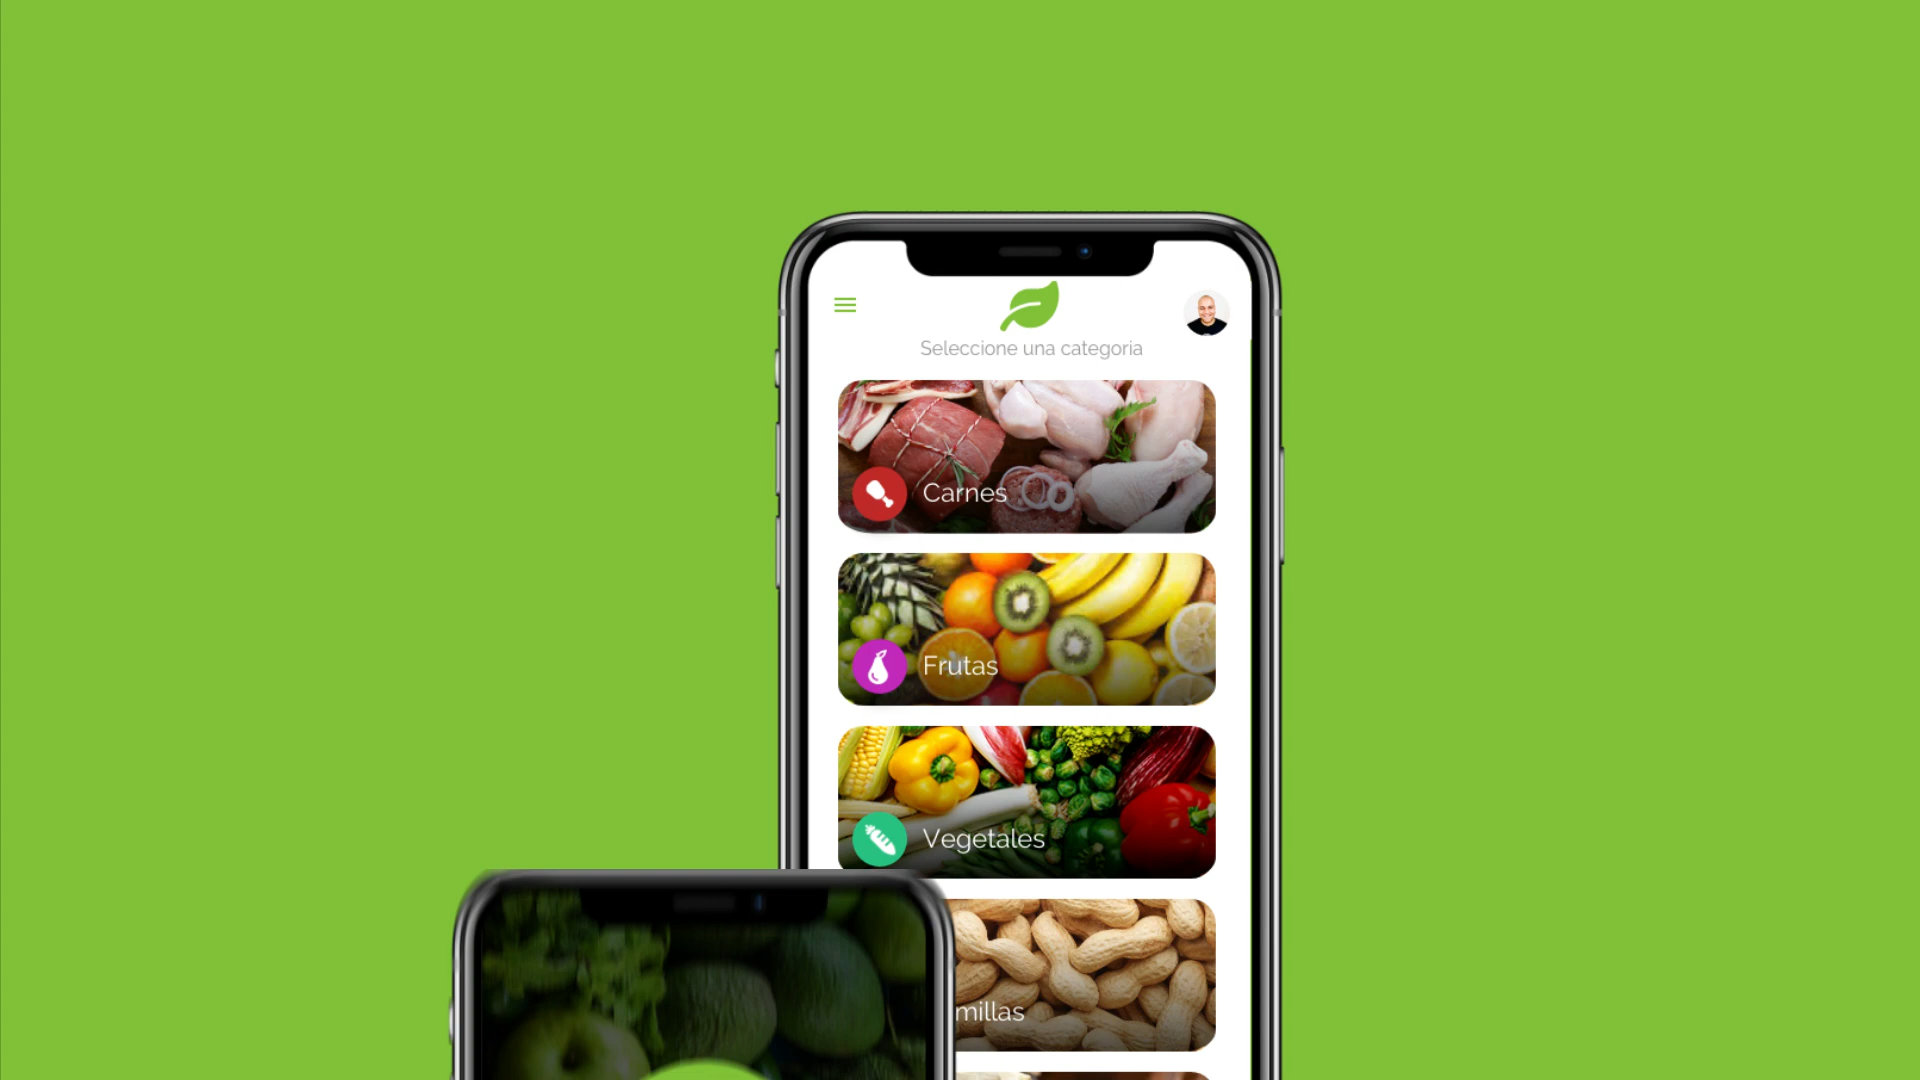 Seleccione una categoria
Carnes
Frutas
Vegetales
millas